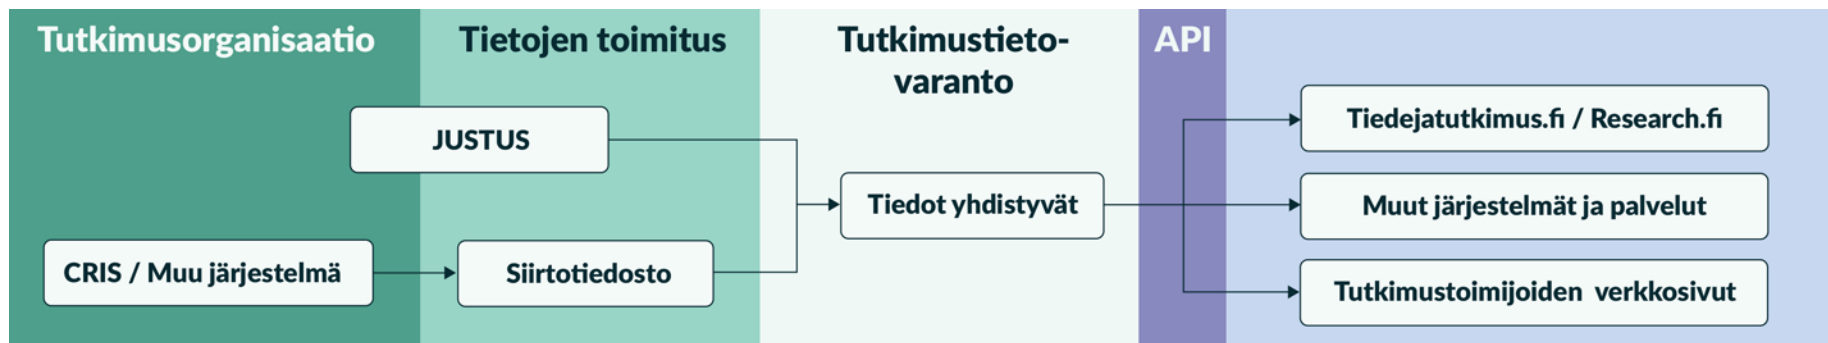 Tutkimusorganisaatio
Tietojen toimitus
Tutkimustieto-
varanto
API
JUSTUS
CRIS / Muu järjestelmä
Siirtotiedosto
Tiedot yhdistyvät
Tiedejatutkimus.fi / Research.fi
Muut järjestelmät ja palvelut
Tutkimustoimijoiden verkkosivut